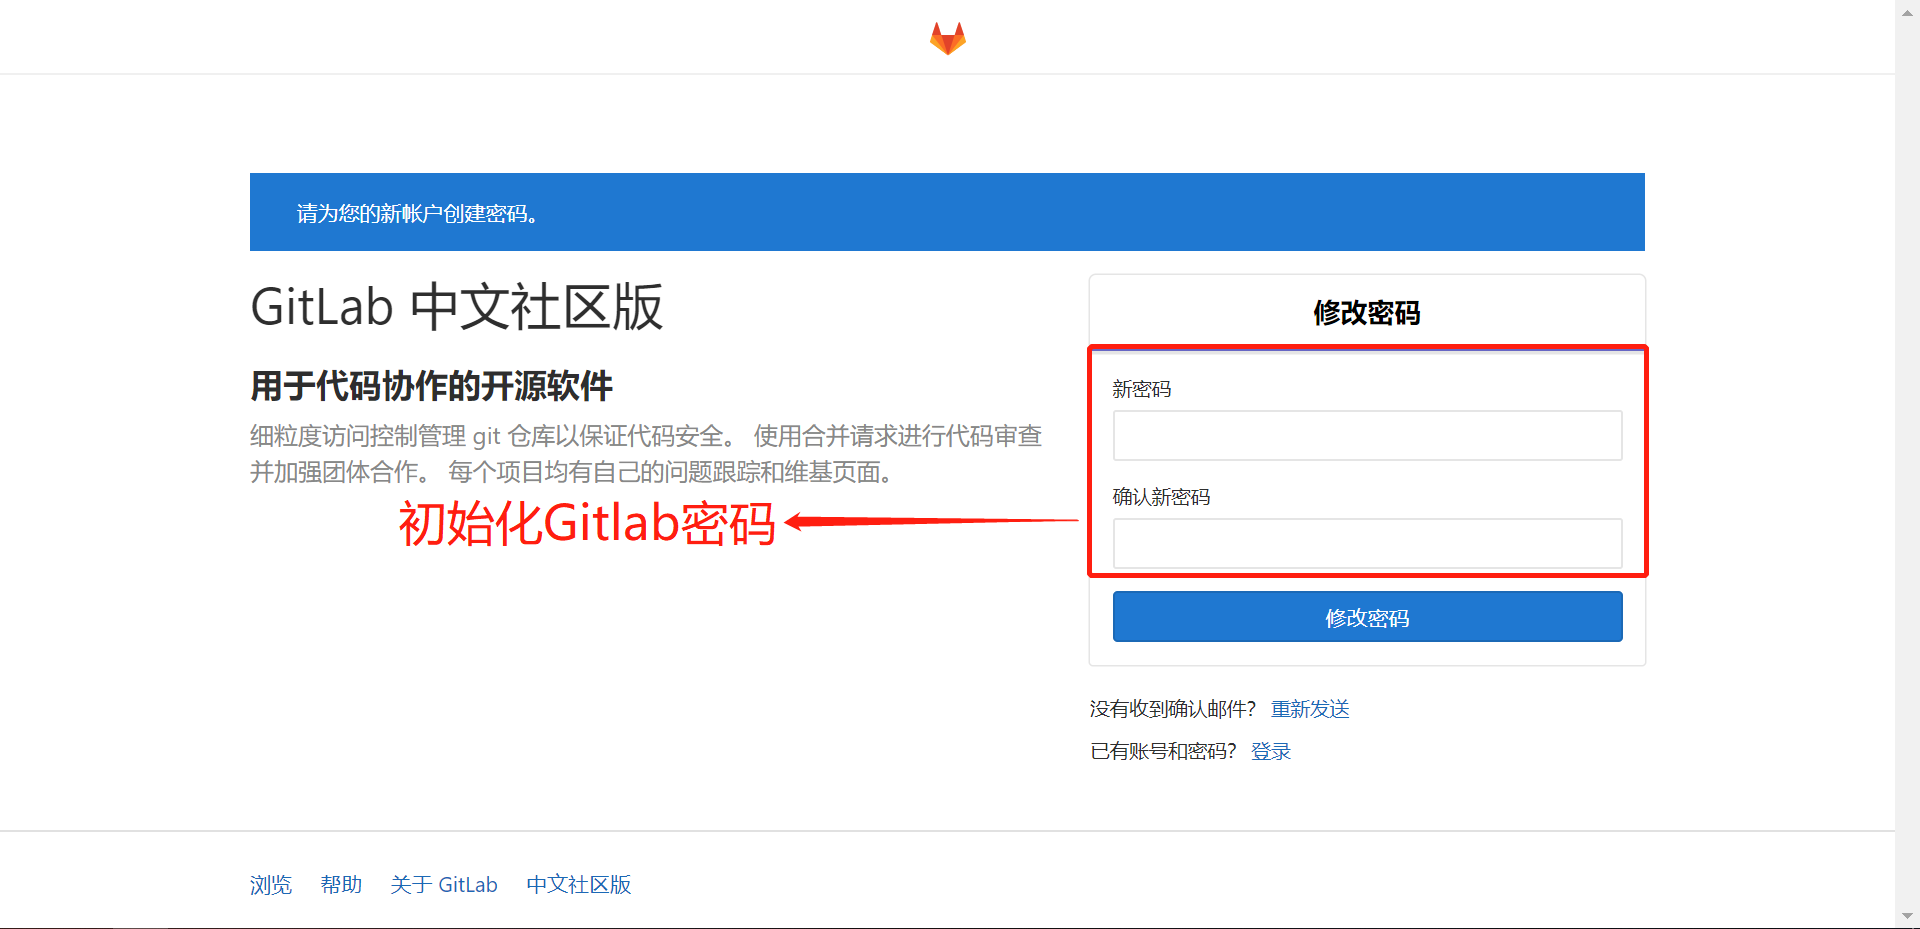 请为您的新帐户创建密码。
GitLab 中文社区版
用于代码协作的开源软件
细粒度访问控制管理 git 仓库以保证代码安全。 使用合并请求进行代码审查
并加强团体合作。 每个项目均有自己的问题跟踪和维基页面。
初始化Gitlab密码
修改密码
新密码
确认新密码
修改密码
没有收到确认邮件? 重新发送
已有账号和密码? 登录
浏览 帮助 关于 GitLab 中文社区版